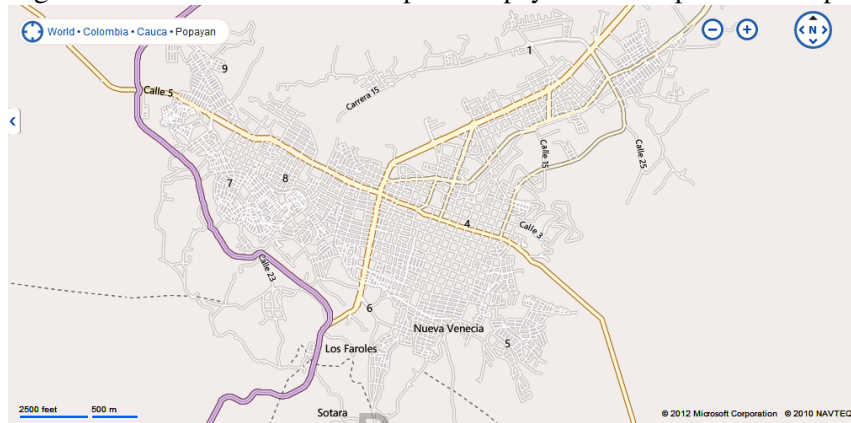 World • Colombia • Cauca • Popayan
N
1
9
Calle 5
Carrera 15
Calle 15
Calle 25
7
8
4
Calle 3
Calle 23
6
Nueva Venecia
5
Los Faroles
Sotara
2500 feet 500 m
© 2012 Microsoft Corporation © 2010 NAVTEQ